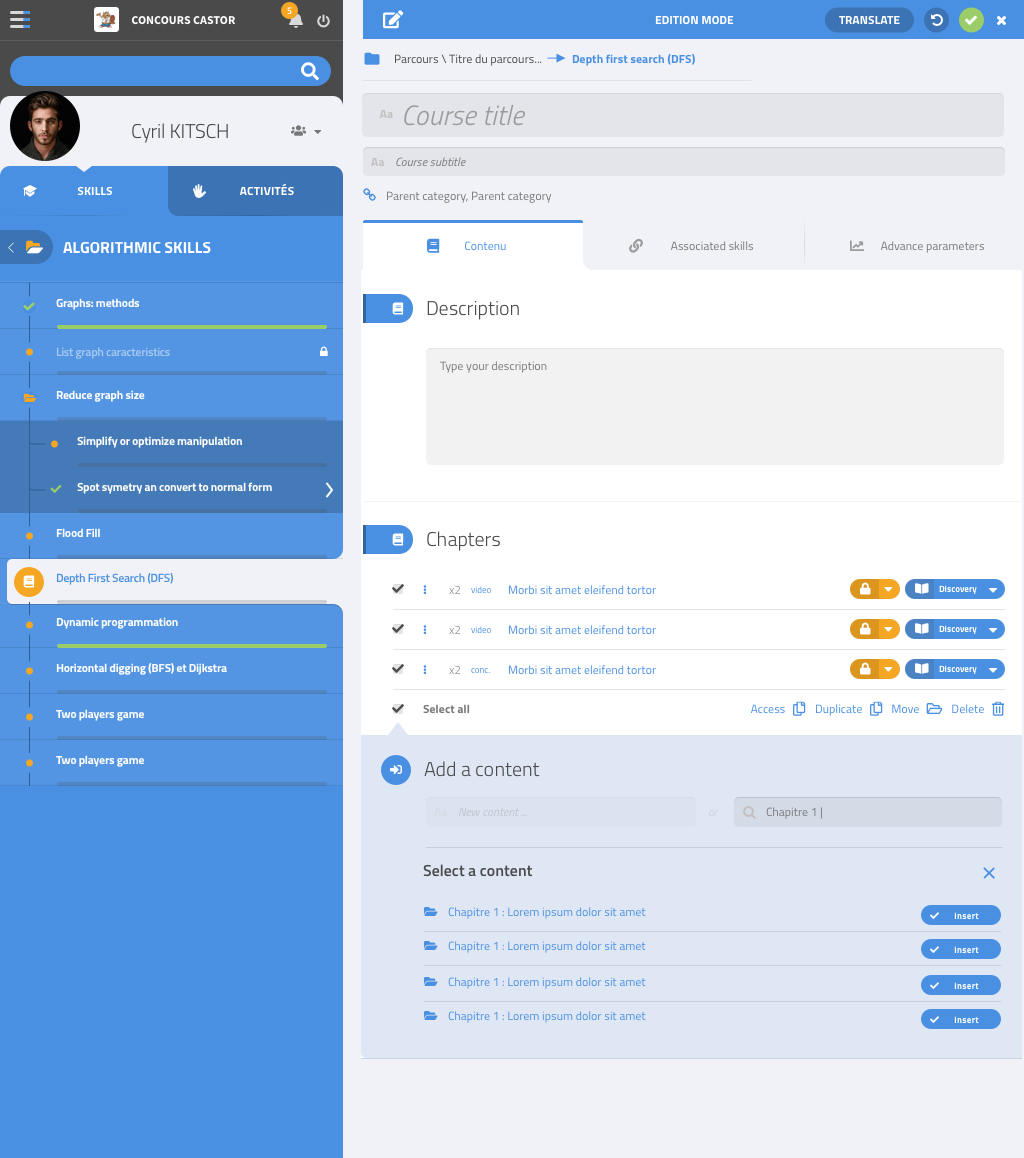 CONCOURS CASTOR
5
Cyril KITSCH
SKILLS
ACTIVITÉS
ALGORITHMIC SKILLS
Graphs: methods
List graph caracteristics
Reduce graph size
Simplify or optimize manipulation
Spot symetry an convert to normal form
Flood Fill
Depth First Search (DFS)
Dynamic programmation
Horizontal digging (BFS) et Dijkstra
Two players game
Two players game
EDITION MODE
TRANSLATE
Parcours \ Titre du parcours... Depth first search (DFS)
Aa Course title
Aa Course subtitle
Parent category, Parent category
Contenu
Associated skills
Advance parameters
Description
Type your description
Chapters
x2 video Morbi sit amet eleifend tortor Discovery
x2 video Morbi sit amet eleifend tortor Discovery
x2 conc. Morbi sit amet eleifend tortor Discovery
Select all Access Duplicate Move Delete
Add a content
Aa New content ... or Chapitre 1 |
Select a content
Chapitre 1 : Lorem ipsum dolor sit amet insert
Chapitre 1 : Lorem ipsum dolor sit amet insert
Chapitre 1 : Lorem ipsum dolor sit amet insert
Chapitre 1 : Lorem ipsum dolor sit amet insert